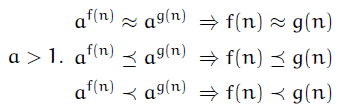 a^{f(n)} ≈ a^{g(n)} ⇒ f(n) ≈ g(n)
a > 1. a^{f(n)} ⪯ a^{g(n)} ⇒ f(n) ⪯ g(n)
a^{f(n)} ≺ a^{g(n)} ⇒ f(n) ≺ g(n)